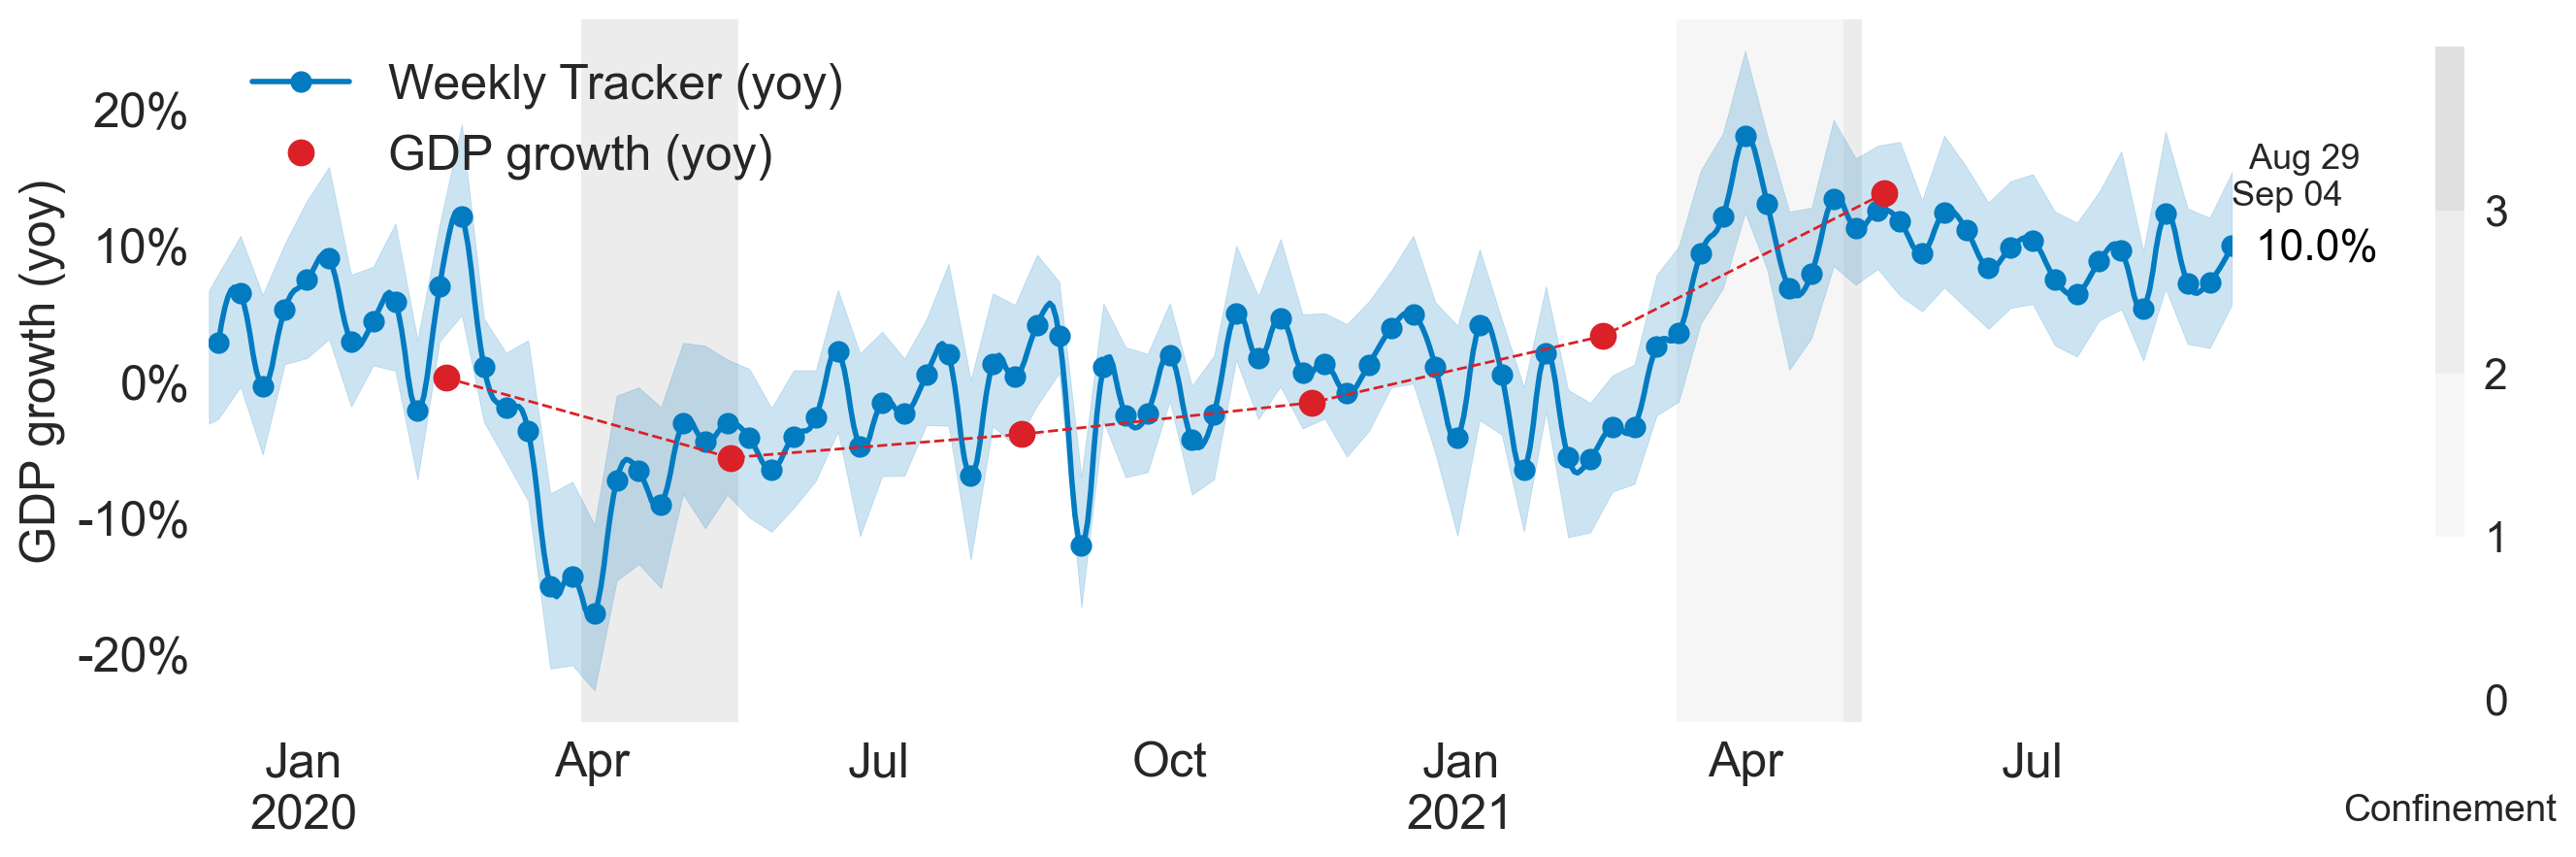 Weekly Tracker (yoy)
GDP growth (yoy)
GDP growth (yoy)
20%
10%
0%
-10%
-20%
Jan
2020
Apr
Jul
Oct
Jan
2021
Apr
Jul
Aug 29
Sep 04
10.0%
3
2
1
0
Confinement